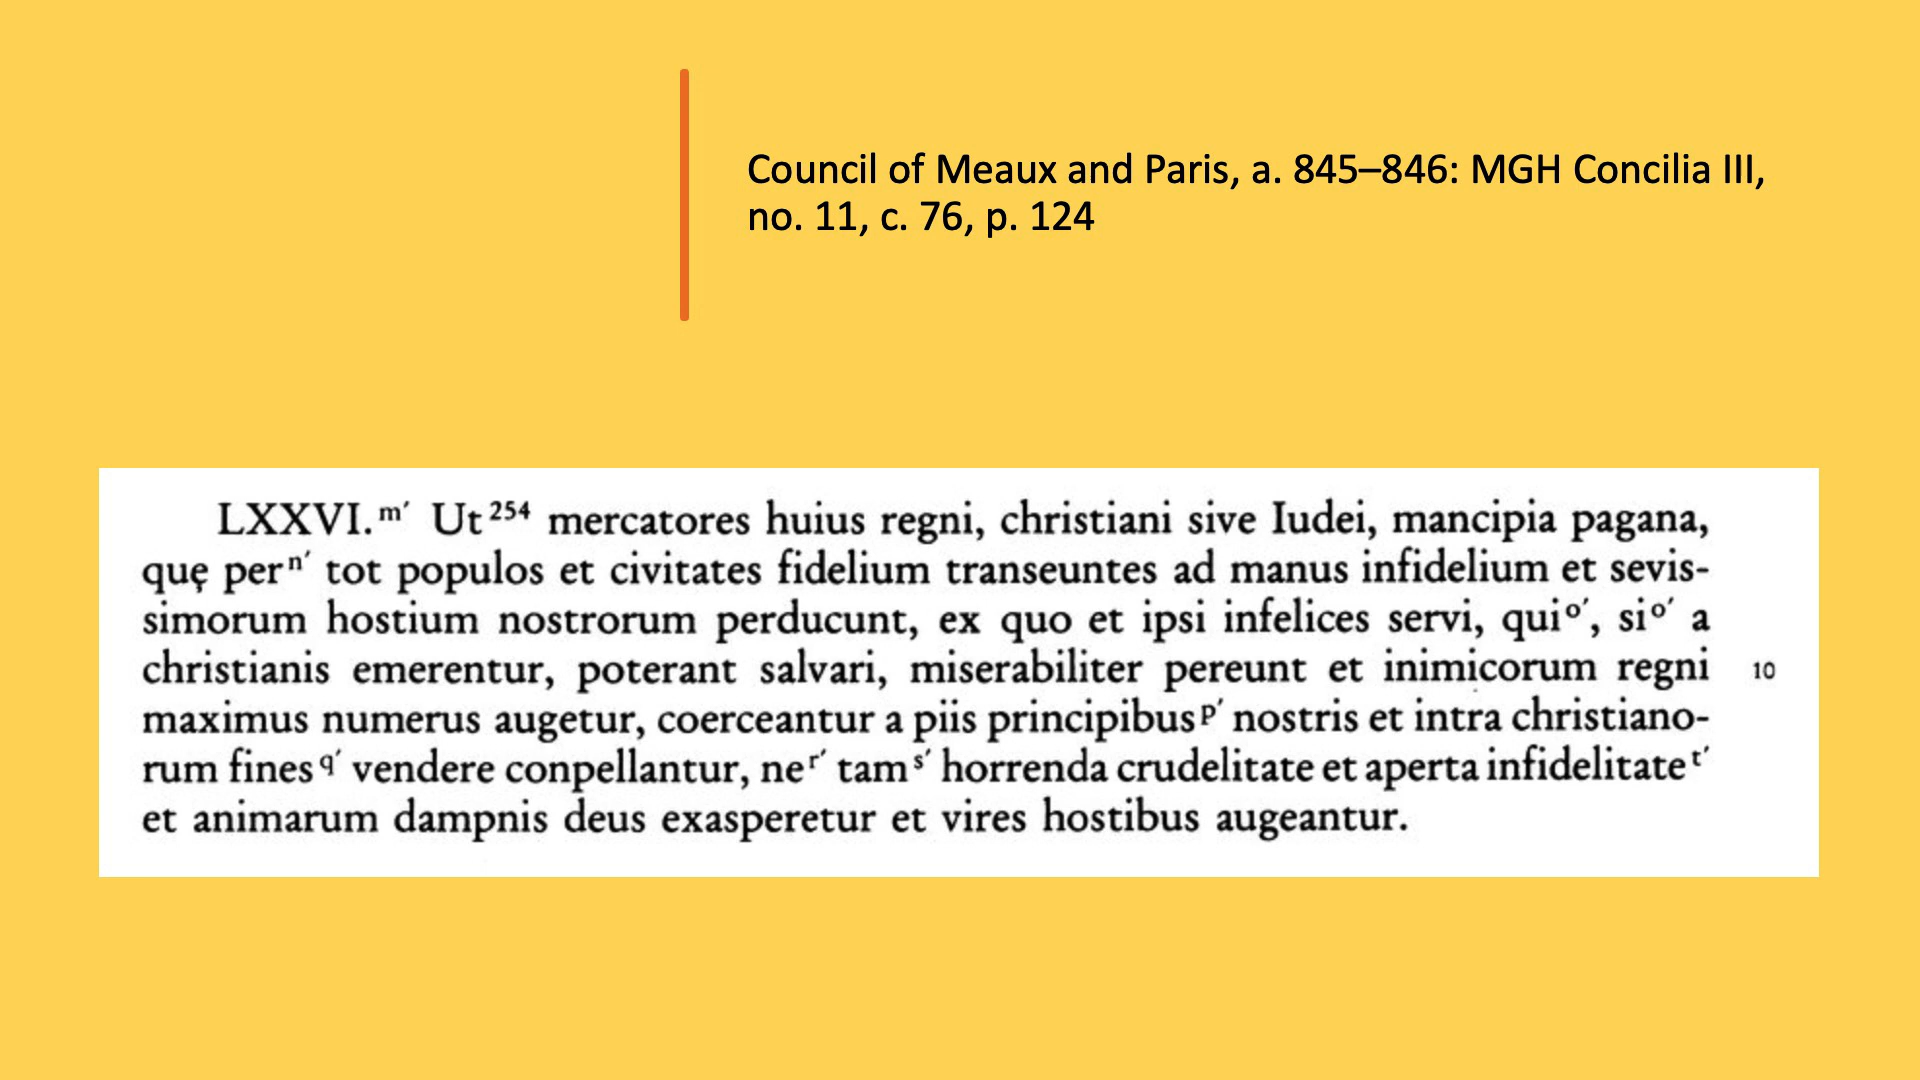 Council of Meaux and Paris, a. 845–846: MGH Concilia III,
no. 11, c. 76, p. 124
LXXVI.ᵐ′ Ut²⁵⁴ mercatores huius regni, christiani sive Iudei, mancipia pagana,
quę perⁿ′ tot populos et civitates fidelium transeuntes ad manus infidelium et sevis-
simorum hostium nostrorum perducunt, ex quo et ipsi infelices servi, quiᵒ′, siᵒ′ a
christianis emerentur, poterant salvari, miserabiliter pereunt et inimicorum regni 10
maximus numerus augetur, coerceantur a piis principibusᵖ′ nostris et intra christiano-
rum fines q′ vendere conpellantur, neʳ′ tamˢ′ horrenda crudelitate et aperta infidelitateᵗ′
et animarum dampnis deus exasperetur et vires hostibus augeantur.